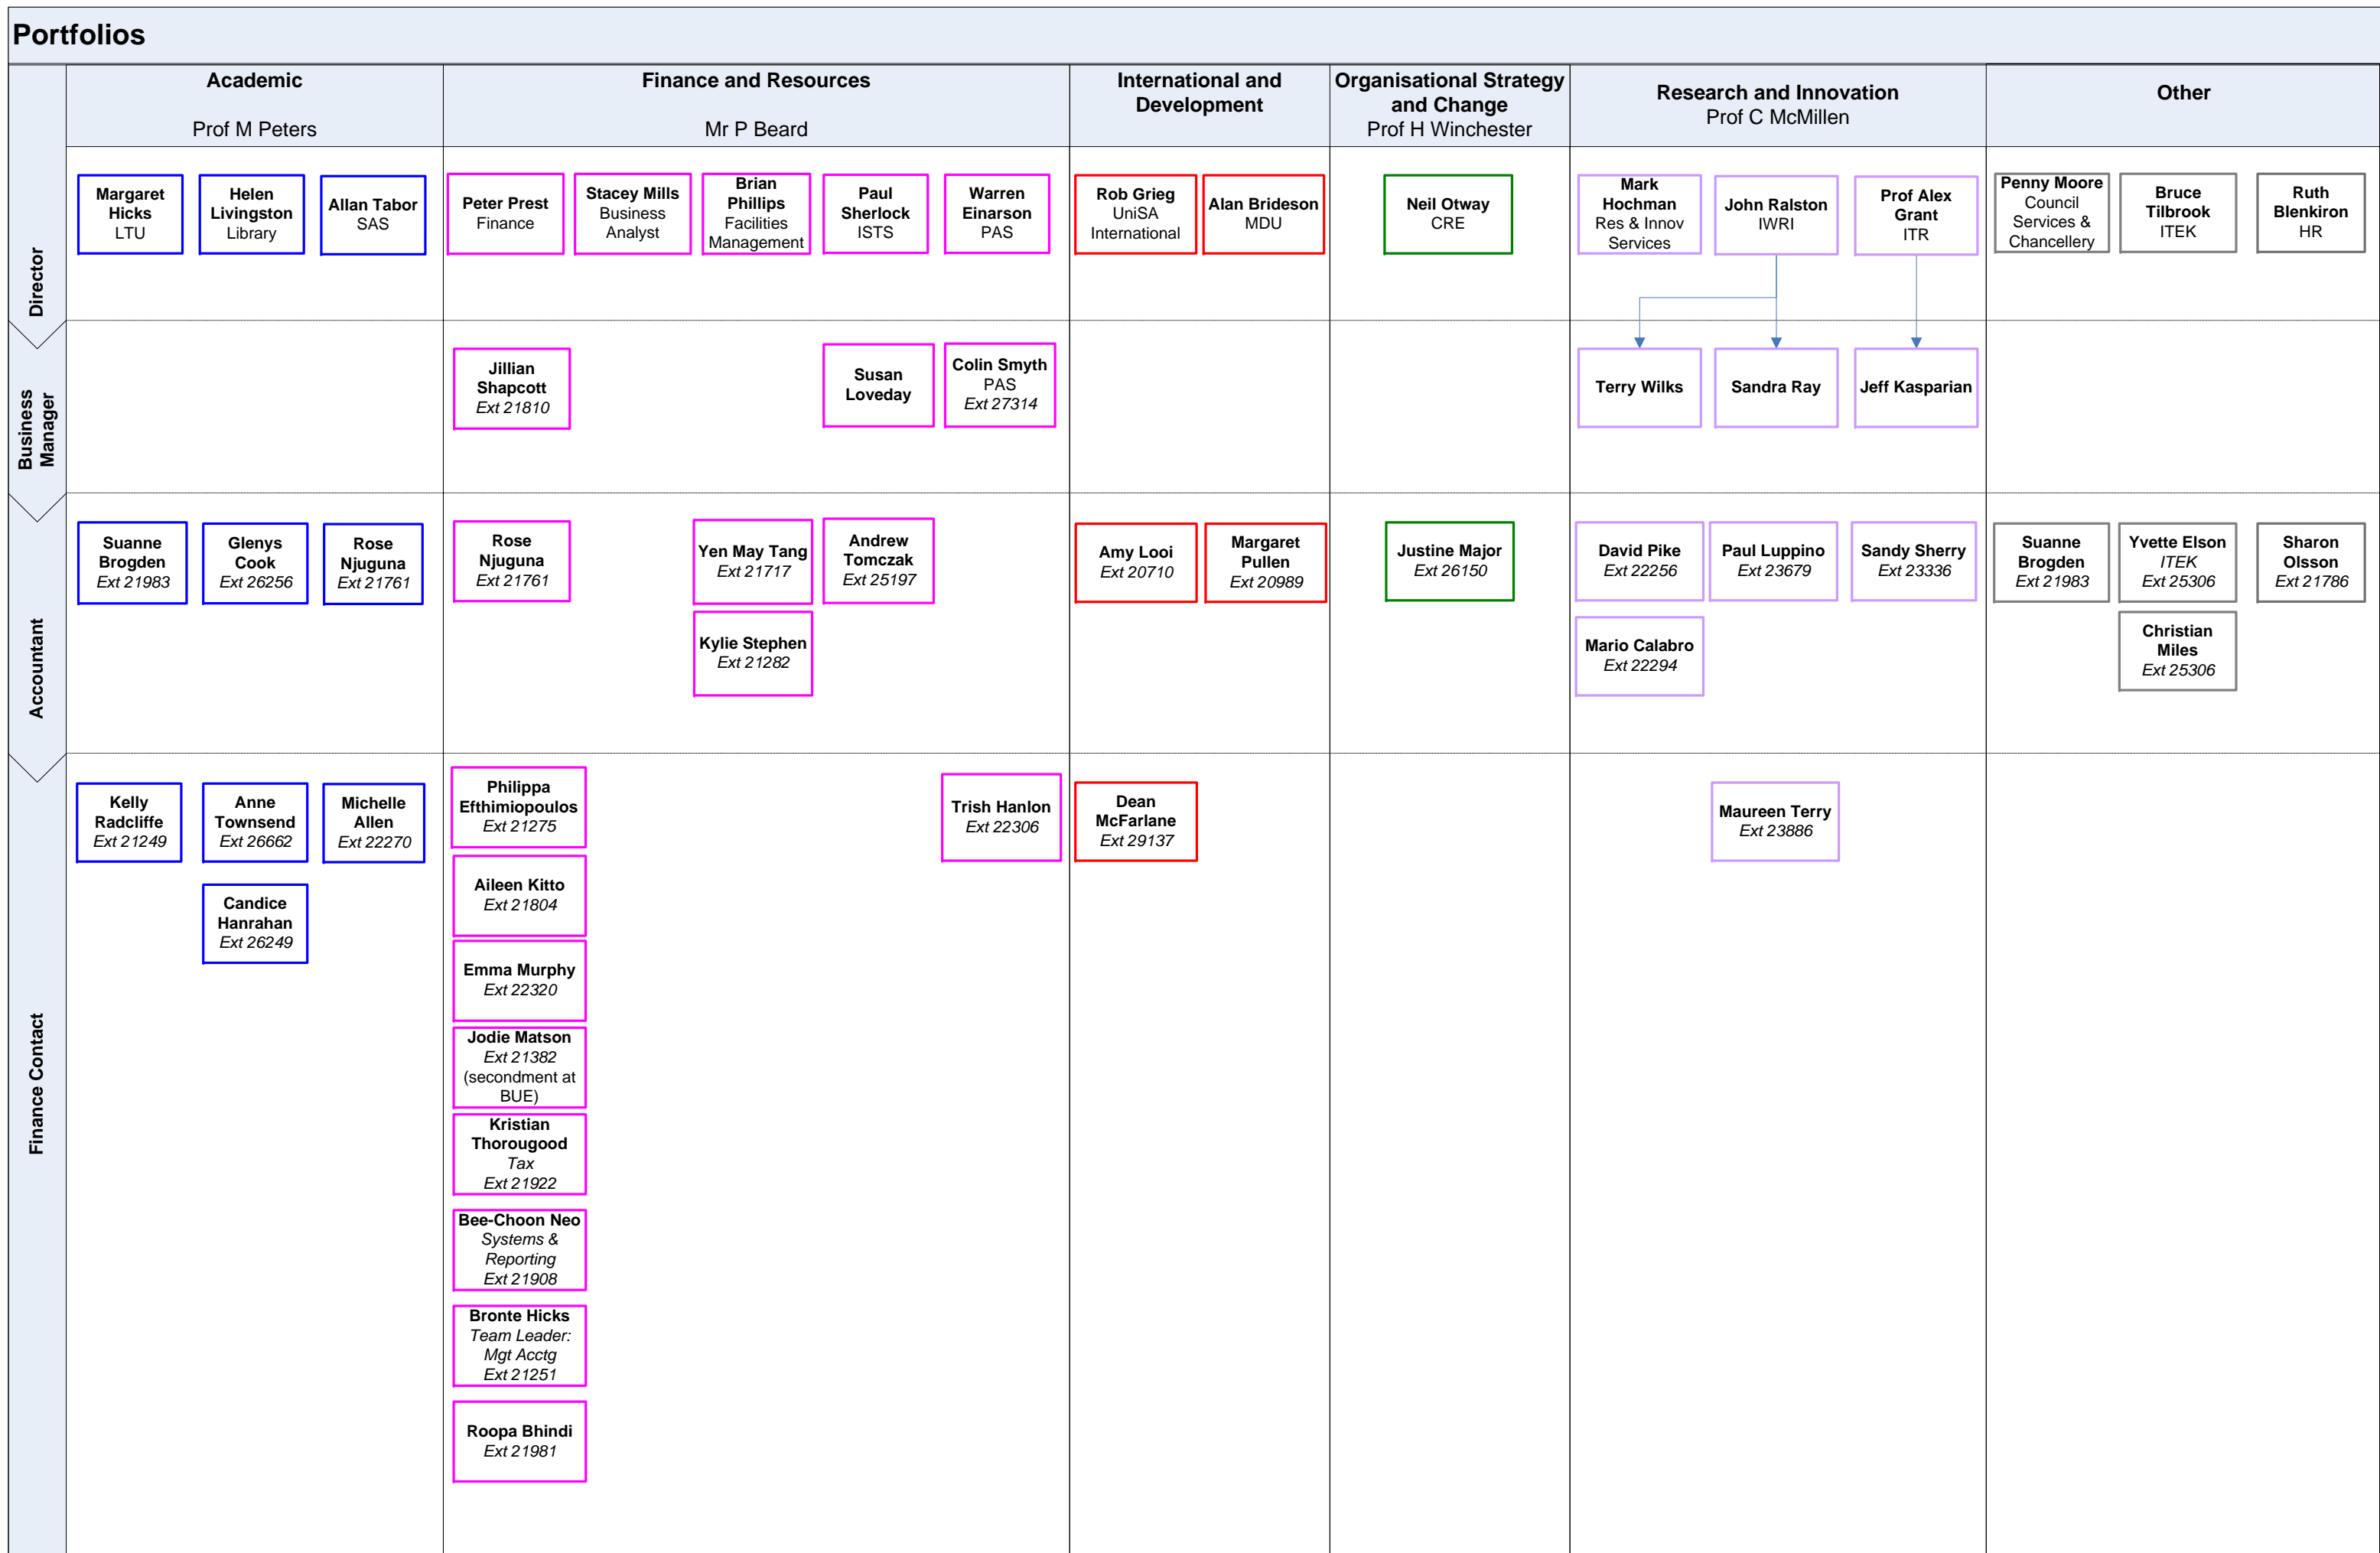 Portfolios
Academic
Prof M Peters
Finance and Resources
Mr P Beard
International and
Development
Organisational Strategy
and Change
Prof H Winchester
Research and Innovation
Prof C McMillen
Other
Director
Margaret
Hicks
LTU
Helen
Livingston
Library
Allan Tabor
SAS
Peter Prest
Finance
Stacey Mills
Business
Analyst
Brian
Phillips
Facilities
Management
Paul
Sherlock
ISTS
Warren
Einarson
PAS
Rob Grieg
UniSA
International
Alan Brideson
MDU
Neil Otway
CRE
Mark
Hochman
Res & Innov
Services
John Ralston
IWRI
Prof Alex
Grant
ITR
Penny Moore
Council
Services &
Chancellery
Bruce
Tilbrook
ITEK
Ruth
Blenkiron
HR
Business
Manager
Jillian
Shapcott
Ext 21810
Susan
Loveday
Colin Smyth
PAS
Ext 27314
Terry Wilks
Sandra Ray
Jeff Kasparian
Accountant
Suanne
Brogden
Ext 21983
Glenys
Cook
Ext 26256
Rose
Njuguna
Ext 21761
Rose
Njuguna
Ext 21761
Yen May Tang
Ext 21717
Andrew
Tomczak
Ext 25197
Kylie Stephen
Ext 21282
Amy Looi
Ext 20710
Margaret
Pullen
Ext 20989
Justine Major
Ext 26150
David Pike
Ext 22256
Paul Luppino
Ext 23679
Sandy Sherry
Ext 23336
Mario Calabro
Ext 22294
Suanne
Brogden
Ext 21983
Yvette Elson
ITEK
Ext 25306
Sharon
Olsson
Ext 21786
Christian
Miles
Ext 25306
Finance Contact
Kelly
Radcliffe
Ext 21249
Anne
Townsend
Ext 26662
Michelle
Allen
Ext 22270
Candice
Hanrahan
Ext 26249
Philippa
Efthimiopoulos
Ext 21275
Aileen Kitto
Ext 21804
Emma Murphy
Ext 22320
Jodie Matson
Ext 21382
(secondment at
BUE)
Kristian
Thorougood
Tax
Ext 21922
Bee-Choon Neo
Systems &
Reporting
Ext 21908
Bronte Hicks
Team Leader:
Mgt Acctg
Ext 21251
Roopa Bhindi
Ext 21981
Trish Hanlon
Ext 22306
Dean
McFarlane
Ext 29137
Maureen Terry
Ext 23886